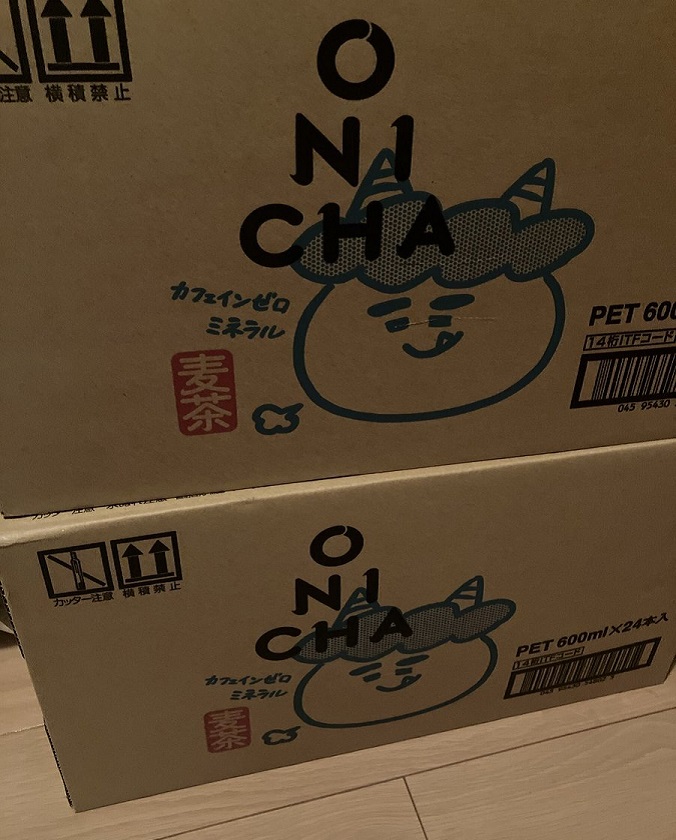 注意 横積禁止
O
NI
CHA
カフェインゼロ
ミネラル
麦茶
PET 600
14桁ITFコード
045 95430
カッター注意 横積禁止
O
NI
CHA
カフェインゼロ
ミネラル
麦茶
PET 600ml×24本入
14桁ITFコード